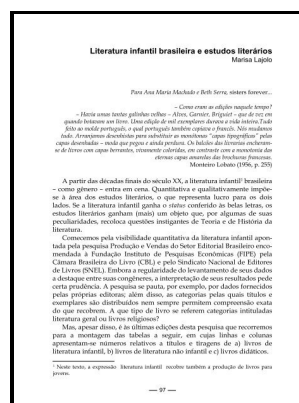 Literatura infantil brasileira e estudos literários
Marisa Lajolo
Para Ana Maria Machado e Beth Serra, sisters forever...
– Como eram as edições naquele tempo?
– Havia umas tantas galinhas velhas – Alves, Garnier, Briguiet – que de vez em
quando botavam um livro. Uma edição de mil exemplares durava a vida inteira.Tudo
feito ao molde português, o qual português também copiava o francês. Nós mudamos
tudo. Arranjamos desenhistas para substituir as monótonas "capas tipográficas" pelas
capas desenhadas – moda que pegou e ainda perdura. Os balcões das livrarias encheram-
se de livros com capas berrantes, vivamente coloridas, em contraste com a monotonia das
eternas capas amarelas das brochuras francesas.
Monteiro Lobato (1956, p. 255)
A partir das décadas finais do século XX, a literatura infantil¹ brasileira
– como gênero – entra em cena. Quantitativa e qualitativamente impõe-
se à área dos estudos literários, o que representa lucro para os dois
lados. Se a literatura infantil ganha o status conferido às belas letras, os
estudos literários ganham (mais) um objeto que, por algumas de suas
peculiaridades, recoloca questões instigantes de Teoria e de História da
literatura.
Comecemos pela visibilidade quantitativa da literatura infantil apon-
tada pela pesquisa Produção e Vendas do Setor Editorial Brasileiro enco-
mendada à Fundação Instituto de Pesquisas Econômicas (FIPE) pela
Câmara Brasileira do Livro (CBL) e pelo Sindicato Nacional de Editores
de Livros (SNEL). Embora a regularidade do levantamento de seus dados
a destaque entre suas congêneres, a interpretação de seus resultados pede
certa prudência. A pesquisa se pauta, por exemplo, por dados fornecidos
pelas próprias editoras; além disso, as categorias pelas quais títulos e
exemplares são distribuídos nem sempre permitem compreensão exata
do que recobrem. A que tipo de livro se referem categorias intituladas
literatura geral ou livros religiosos?
Mas, apesar disso, é às últimas edições desta pesquisa que recorremos
para a montagem das tabelas a seguir, em cujas linhas e colunas
apresentam-se números relativos a títulos e tiragens de a) livros de
literatura infantil, b) livros de literatura não infantil e c) livros didáticos.
¹ Neste texto, a expressão literatura infantil recobre também a produção de livros para
jovens.
— 97 —